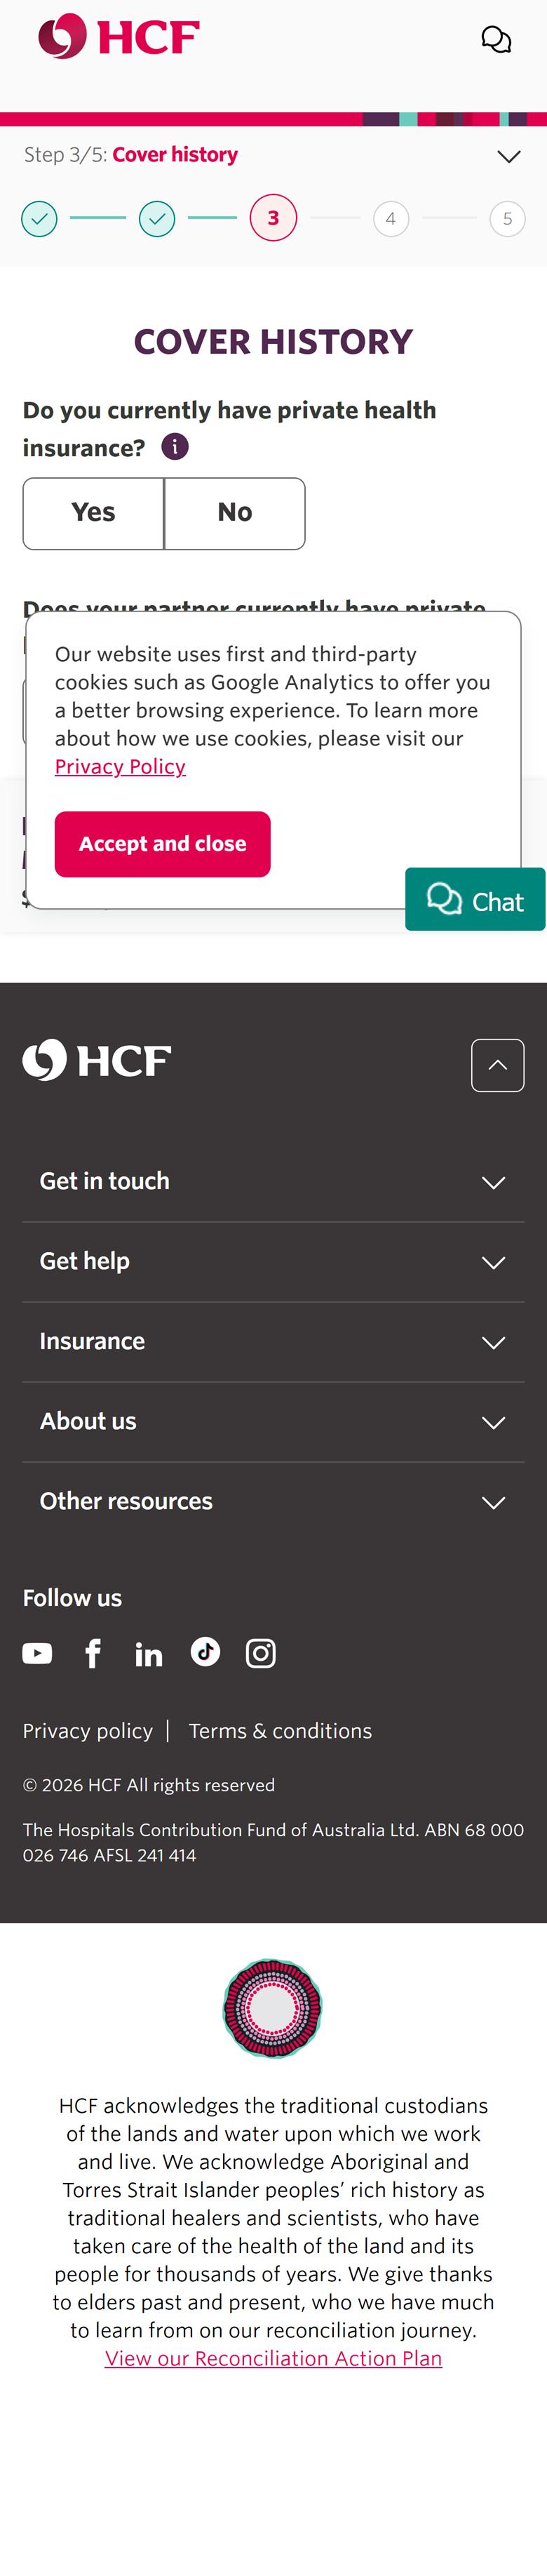 HCF
Step 3/5: Cover history
3
4
5
COVER HISTORY
Do you currently have private health
insurance? i
Yes
No
Does your partner currently have private
Our website uses first and third-party
cookies such as Google Analytics to offer you
a better browsing experience. To learn more
about how we use cookies, please visit our
Privacy Policy
Accept and close
Chat
HCF
Get in touch
Get help
Insurance
About us
Other resources
Follow us
Privacy policy | Terms & conditions
© 2026 HCF All rights reserved
The Hospitals Contribution Fund of Australia Ltd. ABN 68 000
026 746 AFSL 241 414
HCF acknowledges the traditional custodians
of the lands and water upon which we work
and live. We acknowledge Aboriginal and
Torres Strait Islander peoples’ rich history as
traditional healers and scientists, who have
taken care of the health of the land and its
people for thousands of years. We give thanks
to elders past and present, who we have much
to learn from on our reconciliation journey.
View our Reconciliation Action Plan